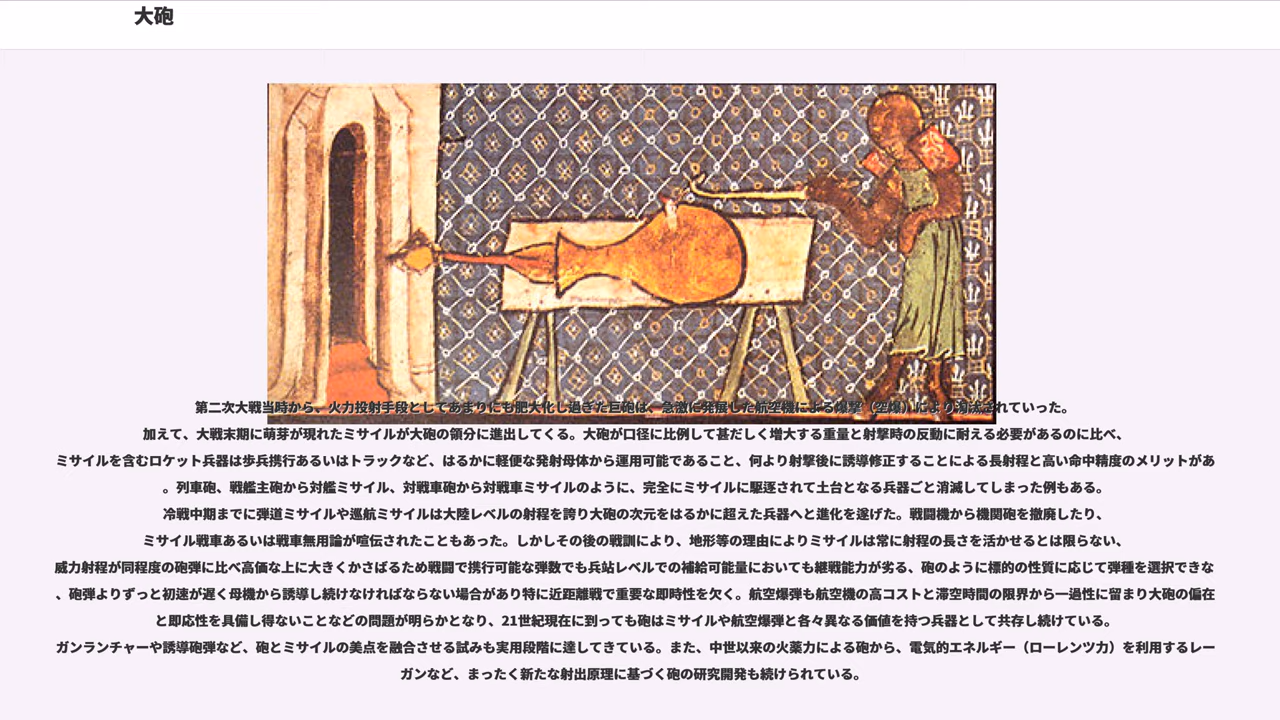 大砲
第二次大戦当時から、火力投射手段としてあまりにも肥大化し過ぎた巨砲は、急激に発展した航空機による爆撃（空爆）により淘汰されていった。
加えて、大戦末期に萌芽が現れたミサイルが大砲の領分に進出してくる。大砲が口径に比例して甚だしく増大する重量と射撃時の反動に耐える必要があるのに比べ、
ミサイルを含むロケット兵器は歩兵携行あるいはトラックなど、はるかに軽便な発射母体から運用可能であること、何より射撃後に誘導修正することによる長射程と高い命中精度のメリットがあ
。列車砲、戦艦主砲から対艦ミサイル、対戦車砲から対戦車ミサイルのように、完全にミサイルに駆逐されて土台となる兵器ごと消滅してしまった例もある。
冷戦中期までに弾道ミサイルや巡航ミサイルは大陸レベルの射程を誇り大砲の次元をはるかに超えた兵器へと進化を遂げた。戦闘機から機関砲を撤廃したり、
ミサイル戦車あるいは戦車無用論が喧伝されたこともあった。しかしその後の戦訓により、地形等の理由によりミサイルは常に射程の長さを活かせるとは限らない、
威力射程が同程度の砲弾に比べ高価な上に大きくかさばるため戦闘で携行可能な弾数でも兵站レベルでの補給可能量においても継戦能力が劣る、砲のように標的の性質に応じて弾種を選択できな
、砲弾よりずっと初速が遅く母機から誘導し続けなければならない場合があり特に近距離戦で重要な即時性を欠く。航空爆弾も航空機の高コストと滞空時間の限界から一過性に留まり大砲の偏在
と即応性を具備し得ないことなどの問題が明らかとなり、21世紀現在に到っても砲はミサイルや航空爆弾と各々異なる価値を持つ兵器として共存し続けている。
ガンランチャーや誘導砲弾など、砲とミサイルの美点を融合させる試みも実用段階に達してきている。また、中世以来の火薬力による砲から、電気的エネルギー（ローレンツ力）を利用するレー
ガンなど、まったく新たな射出原理に基づく砲の研究開発も続けられている。